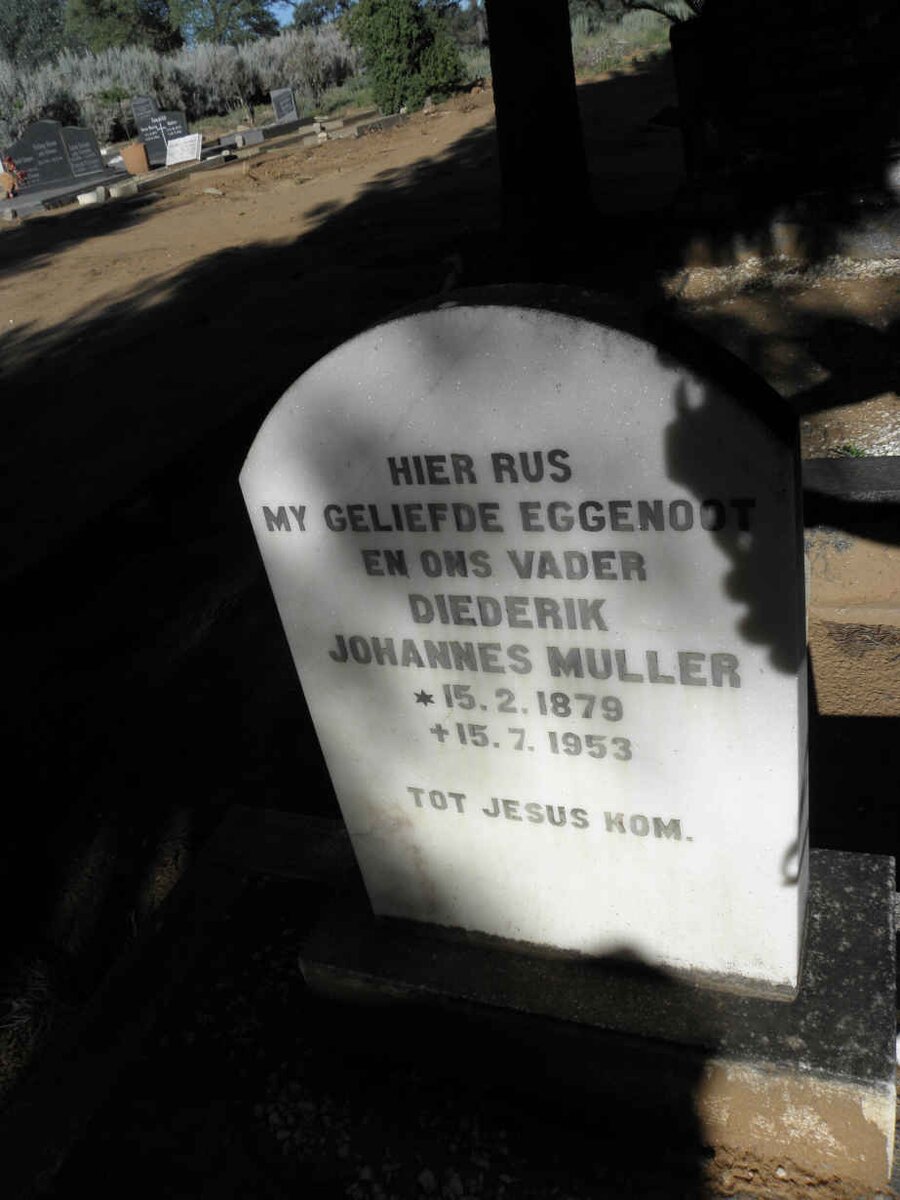 HIER RUS
MY GELIEFDE EGGENOOT
EN ONS VADER
DIEDERIK
JOHANNES MULLER
* 15. 2. 1879
+ 15. 7. 1953
TOT JESUS KOM.